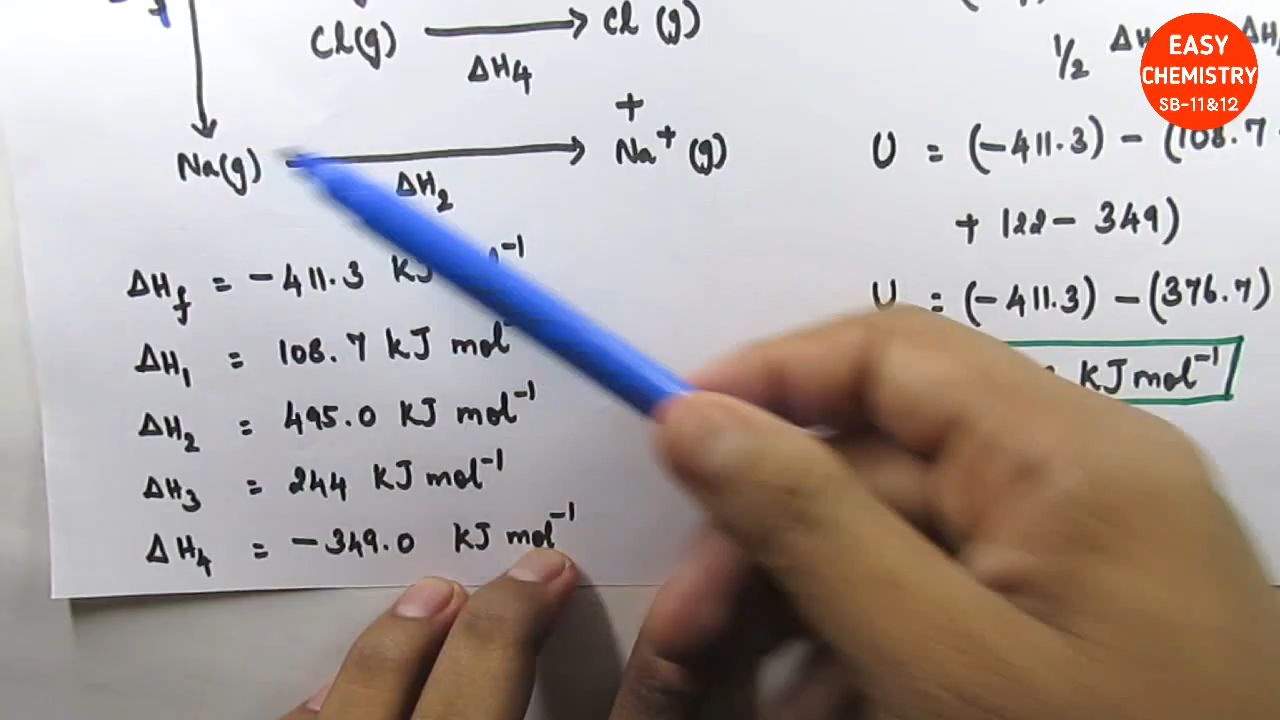 Cl(g) ⟶ Cl (g)
ΔH4
+
Na(g) ⟶ Na⁺ (g)
ΔH2
ΔHf = -411.3 KJ
ΔH1 = 108.7 KJ mol
ΔH2 = 495.0 KJ mol⁻¹
ΔH3 = 244 KJ mol⁻¹
ΔH4 = -349.0 KJ mol⁻¹
½ ΔH
U = (-411.3) - (108.7
+ 122 - 349)
U = (-411.3) - (376.7)
KJ mol⁻¹
EASY
CHEMISTRY
SB-11&12